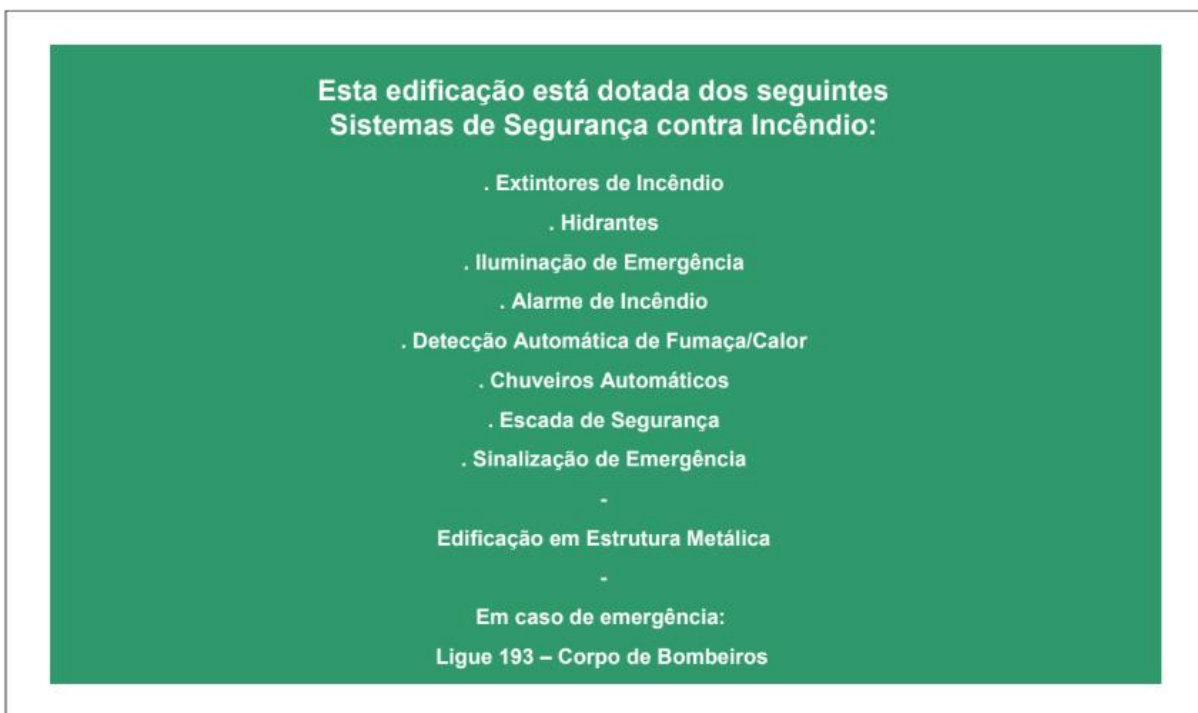 Esta edificação está dotada dos seguintes
Sistemas de Segurança contra Incêndio:
. Extintores de Incêndio
. Hidrantes
. Iluminação de Emergência
. Alarme de Incêndio
. Detecção Automática de Fumaça/Calor
. Chuveiros Automáticos
. Escada de Segurança
. Sinalização de Emergência
-
Edificação em Estrutura Metálica
-
Em caso de emergência:
Ligue 193 – Corpo de Bombeiros